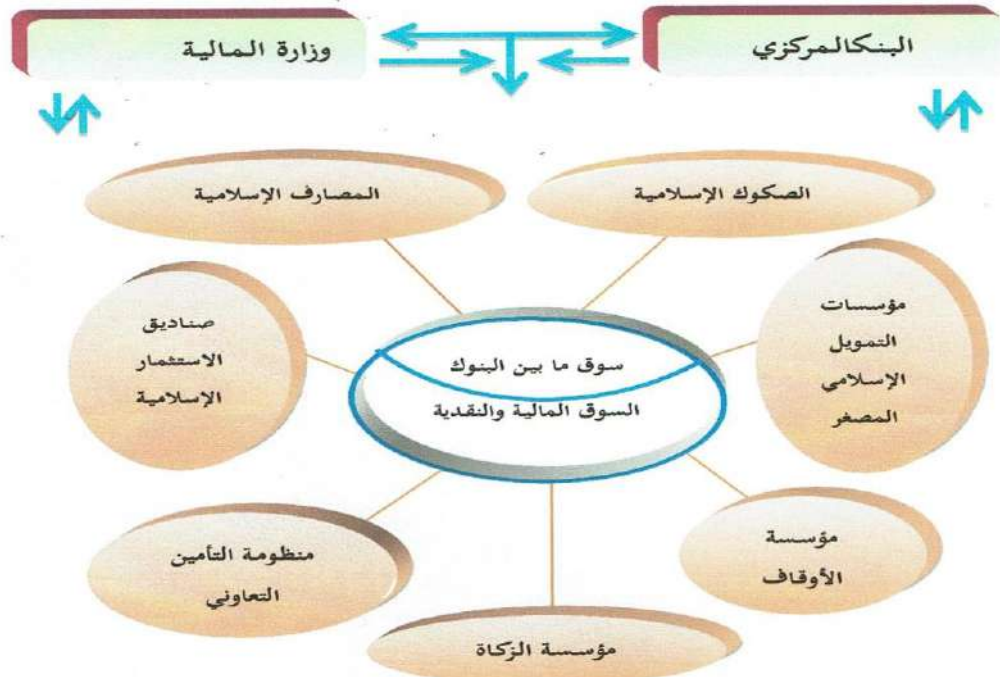 البنكالمركزي
وزارة المالية
الصكوك الإسلامية
المصارف الإسلامية
مؤسسات
التمويل
الإسلامي
المصغر
سوق ما بين البنوك
السوق المالية والنقدية
صناديق
الاستثمار
الإسلامية
مؤسسة
الأوقاف
منظومة التأمين
التعاوني
مؤسسة الزكاة